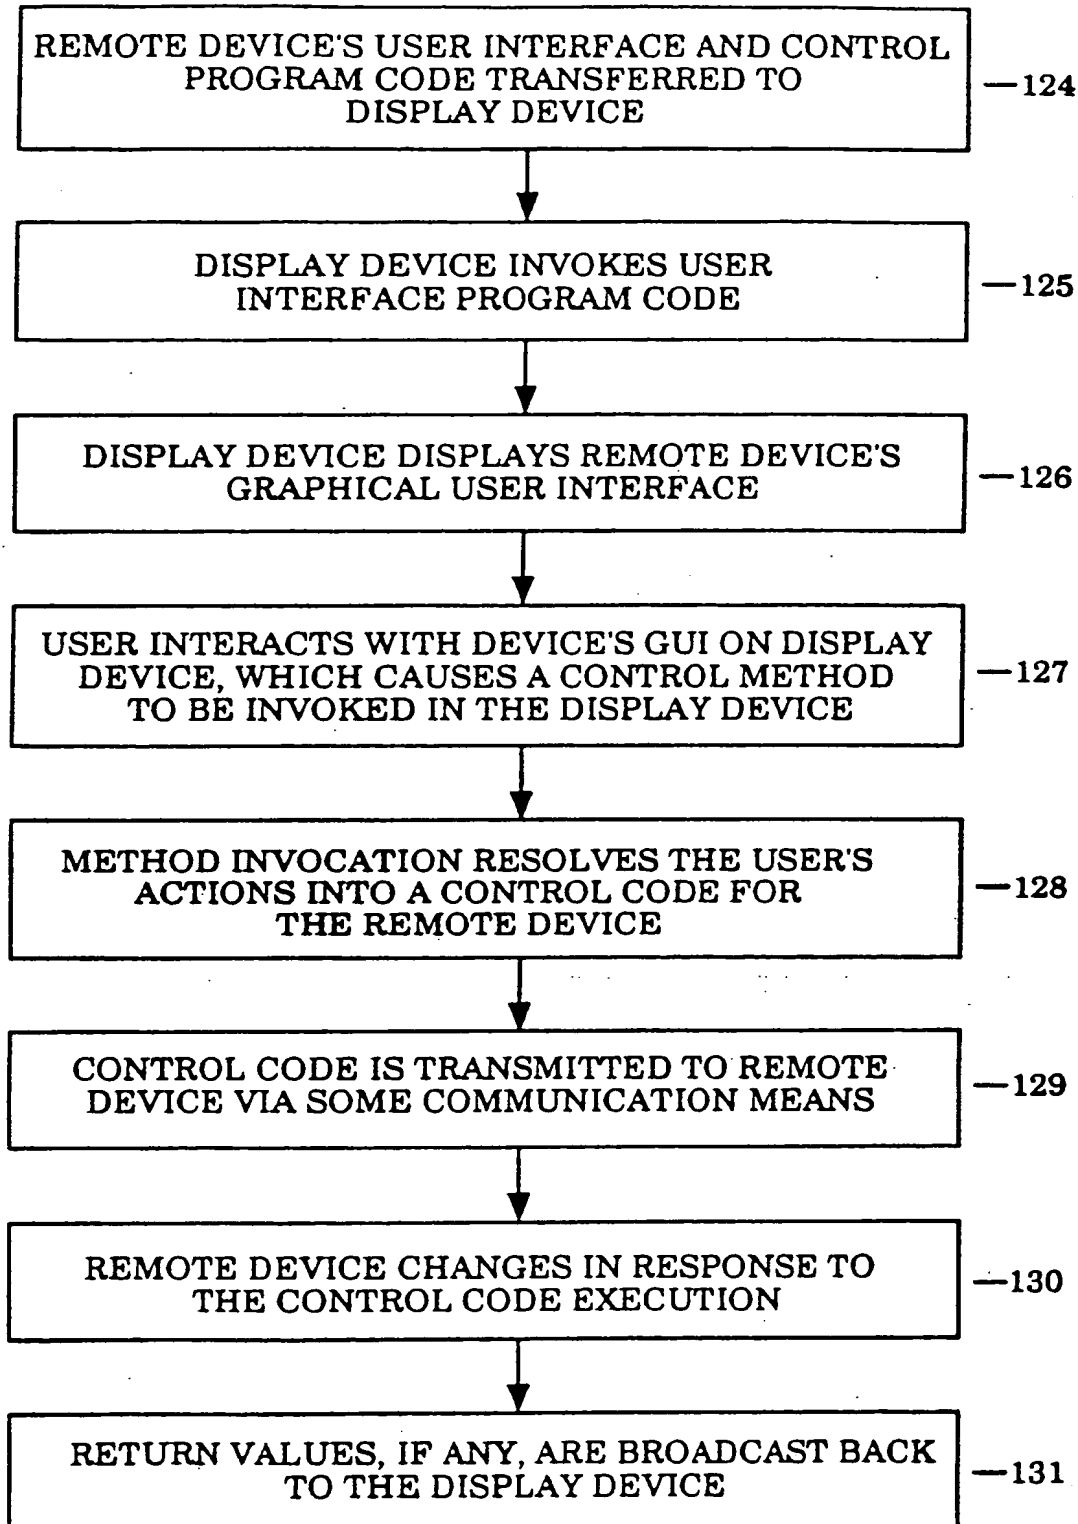 REMOTE DEVICE'S USER INTERFACE AND CONTROL
PROGRAM CODE TRANSFERRED TO
DISPLAY DEVICE
124
DISPLAY DEVICE INVOKES USER
INTERFACE PROGRAM CODE
125
DISPLAY DEVICE DISPLAYS REMOTE DEVICE'S
GRAPHICAL USER INTERFACE
126
USER INTERACTS WITH DEVICE'S GUI ON DISPLAY
DEVICE, WHICH CAUSES A CONTROL METHOD
TO BE INVOKED IN THE DISPLAY DEVICE
127
METHOD INVOCATION RESOLVES THE USER'S
ACTIONS INTO A CONTROL CODE FOR
THE REMOTE DEVICE
128
CONTROL CODE IS TRANSMITTED TO REMOTE
DEVICE VIA SOME COMMUNICATION MEANS
129
REMOTE DEVICE CHANGES IN RESPONSE TO
THE CONTROL CODE EXECUTION
130
RETURN VALUES, IF ANY, ARE BROADCAST BACK
TO THE DISPLAY DEVICE
131